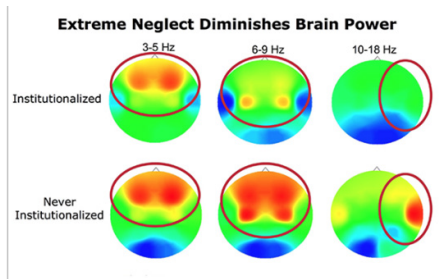 Extreme Neglect Diminishes Brain Power
3-5 Hz
6-9 Hz
10-18 Hz
Institutionalized
Never
Institutionalized